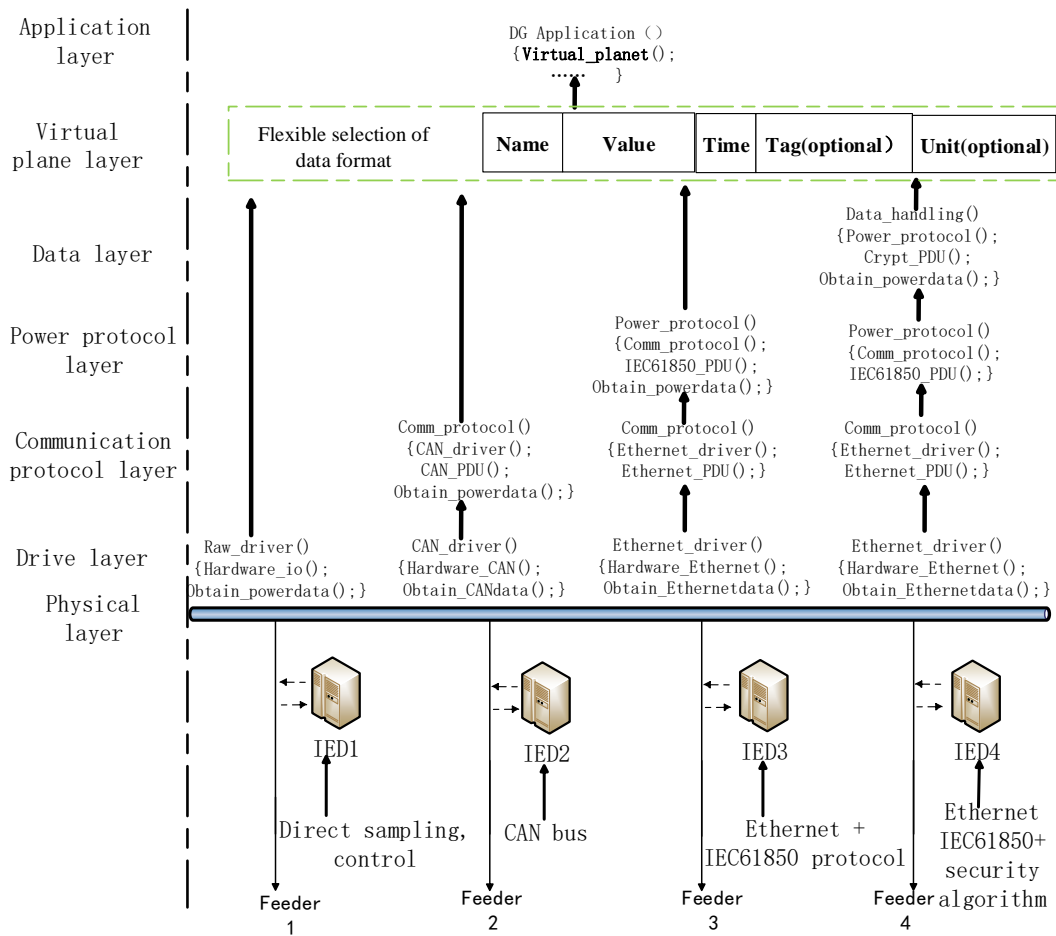 Application
layer
DG Application（）
{Virtual_planet();
...... }
Virtual
plane layer
Flexible selection of
data format
Name
Value
Time
Tag(optional）
Unit(optional)
Data layer
Data_handling()
{Power_protocol();
Crypt_PDU();
Obtain_powerdata();}
Power protocol
layer
Power_protocol()
{Comm_protocol();
IEC61850_PDU();
Obtain_powerdata();}
Power_protocol()
{Comm_protocol();
IEC61850_PDU();}
Communication
protocol layer
Comm_protocol()
{CAN_driver();
CAN_PDU();
Obtain_powerdata();}
Comm_protocol()
{Ethernet_driver();
Ethernet_PDU();}
Comm_protocol()
{Ethernet_driver();
Ethernet_PDU();}
Drive layer
Raw_driver()
{Hardware_io();
Obtain_powerdata();}
CAN_driver()
{Hardware_CAN();
Obtain_CANdata();}
Ethernet_driver()
{Hardware_Ethernet();
Obtain_Ethernetdata();}
Ethernet_driver()
{Hardware_Ethernet();
Obtain_Ethernetdata();}
Physical
layer
IED1
IED2
IED3
IED4
Direct sampling,
control
CAN bus
Ethernet +
IEC61850 protocol
Ethernet
IEC61850+
security
algorithm
Feeder
1
Feeder
2
Feeder
3
Feeder
4